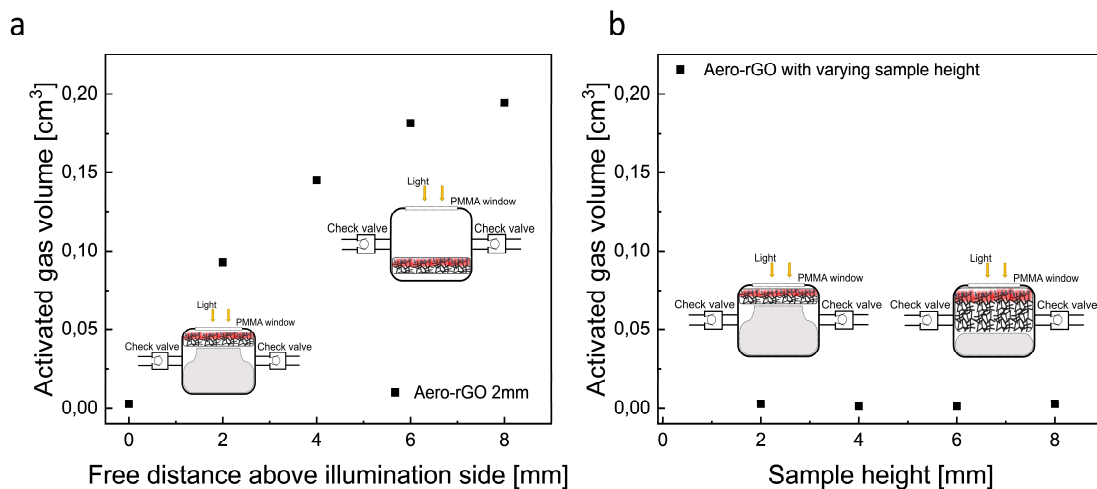 a
Activated gas volume [cm³]
0,20
0,15
0,10
0,05
0,00
0 2 4 6 8
Free distance above illumination side [mm]
Light
PMMA window
Check valve Check valve
Light
PMMA window
Check valve Check valve
Aero-rGO 2mm
b
Activated gas volume [cm³]
Aero-rGO with varying sample height
0,20
0,15
0,10
0,05
0,00
0 2 4 6 8
Sample height [mm]
Light
PMMA window
Check valve Check valve
Light
PMMA window
Check valve Check valve